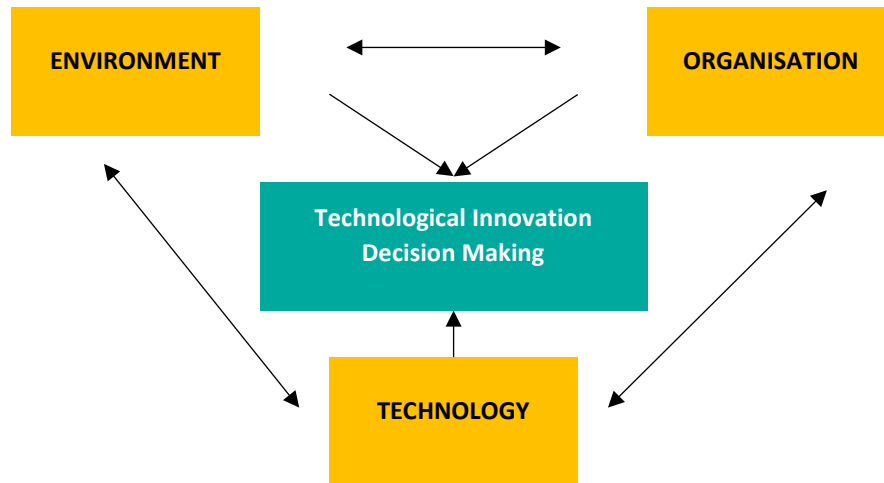 ENVIRONMENT
ORGANISATION
Technological Innovation
Decision Making
TECHNOLOGY